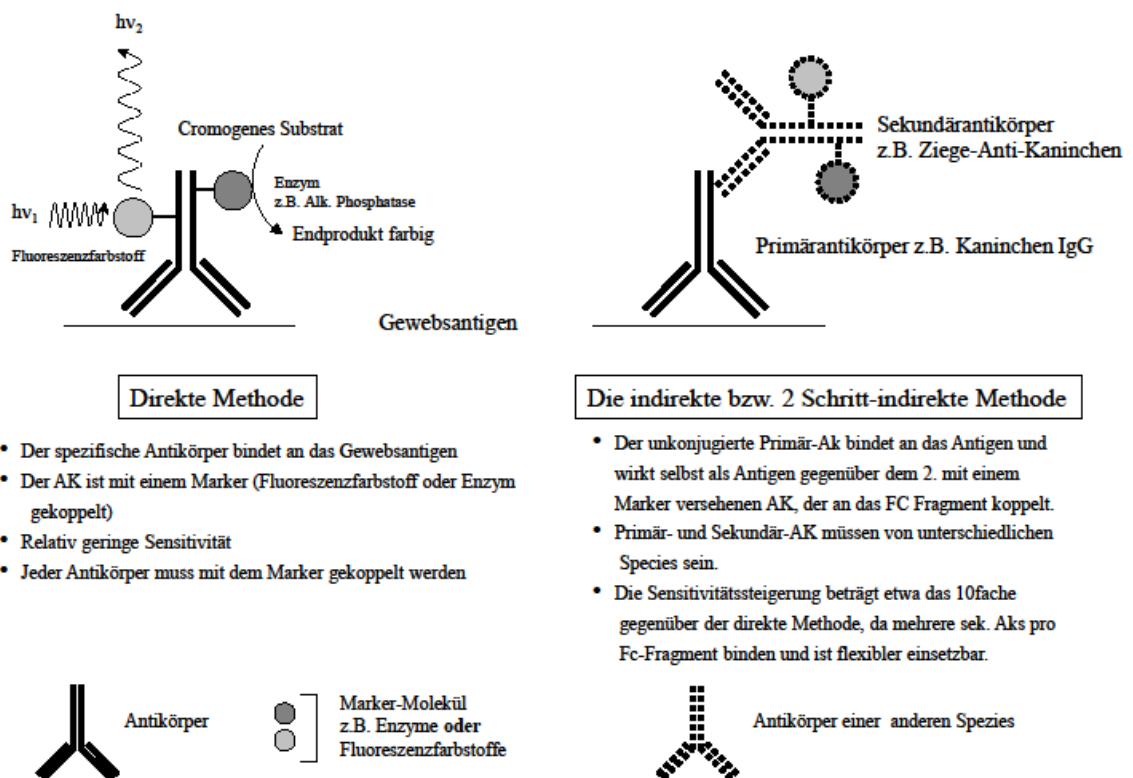 hv2
Cromogenes Substrat
Enzym
z.B. Alk. Phosphatase
hv1
Endprodukt farbig
Fluoreszenzfarbstoff
Sekundärantikörper
z.B. Ziege-Anti-Kaninchen
Primärantikörper z.B. Kaninchen IgG
Gewebsantigen
Direkte Methode
• Der spezifische Antikörper bindet an das Gewebsantigen
• Der AK ist mit einem Marker (Fluoreszenzfarbstoff oder Enzym
gekoppelt)
• Relativ geringe Sensitivität
• Jeder Antikörper muss mit dem Marker gekoppelt werden
Die indirekte bzw. 2 Schritt-indirekte Methode
• Der unkonjugierte Primär-Ak bindet an das Antigen und
wirkt selbst als Antigen gegenüber dem 2. mit einem
Marker versehenen AK, der an das FC Fragment koppelt.
• Primär- und Sekundär-AK müssen von unterschiedlichen
Species sein.
• Die Sensitivitätssteigerung beträgt etwa das 10fache
gegenüber der direkte Methode, da mehrere sek. Aks pro
Fc-Fragment binden und ist flexibler einsetzbar.
Antikörper
Marker-Molekül
z.B. Enzyme oder
Fluoreszenzfarbstoffe
Antikörper einer anderen Spezies